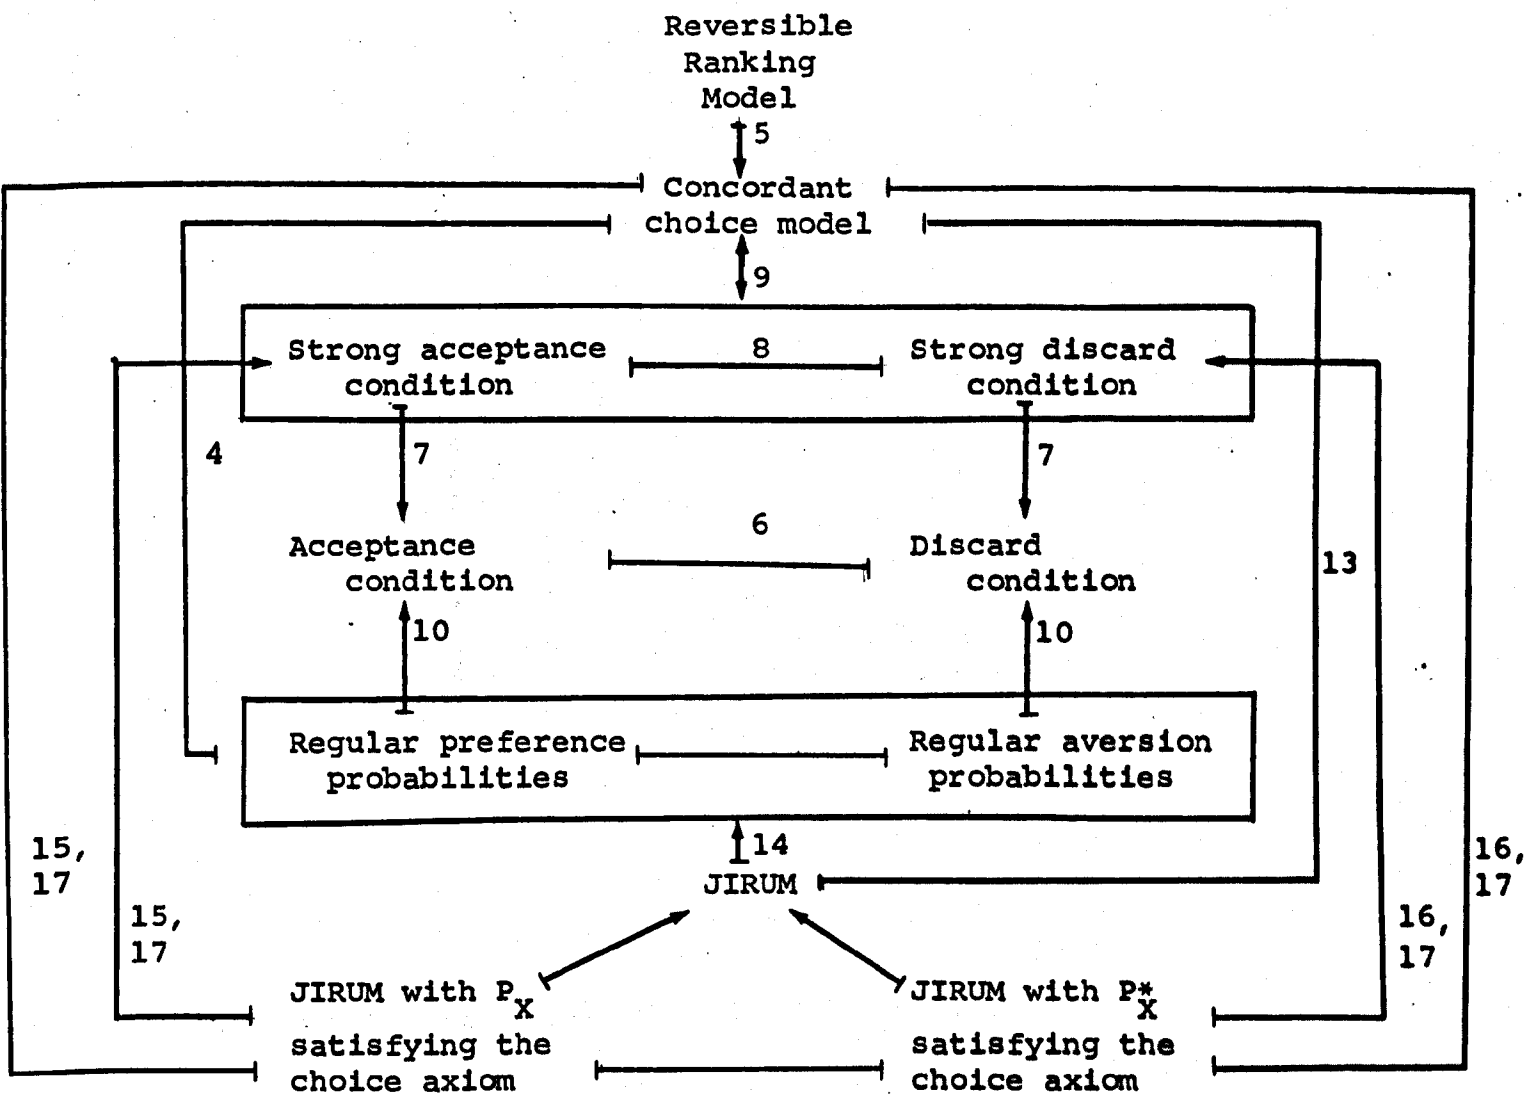 Reversible
Ranking
Model
5
Concordant
choice model
9
Strong acceptance
condition
8
Strong discard
condition
4
7
7
6
Acceptance
condition
Discard
condition
13
10
10
Regular preference
probabilities
Regular aversion
probabilities
14
JIRUM
15,
17
15,
17
16,
17
16,
17
JIRUM with P_X
satisfying the
choice axiom
JIRUM with P*_X
satisfying the
choice axiom